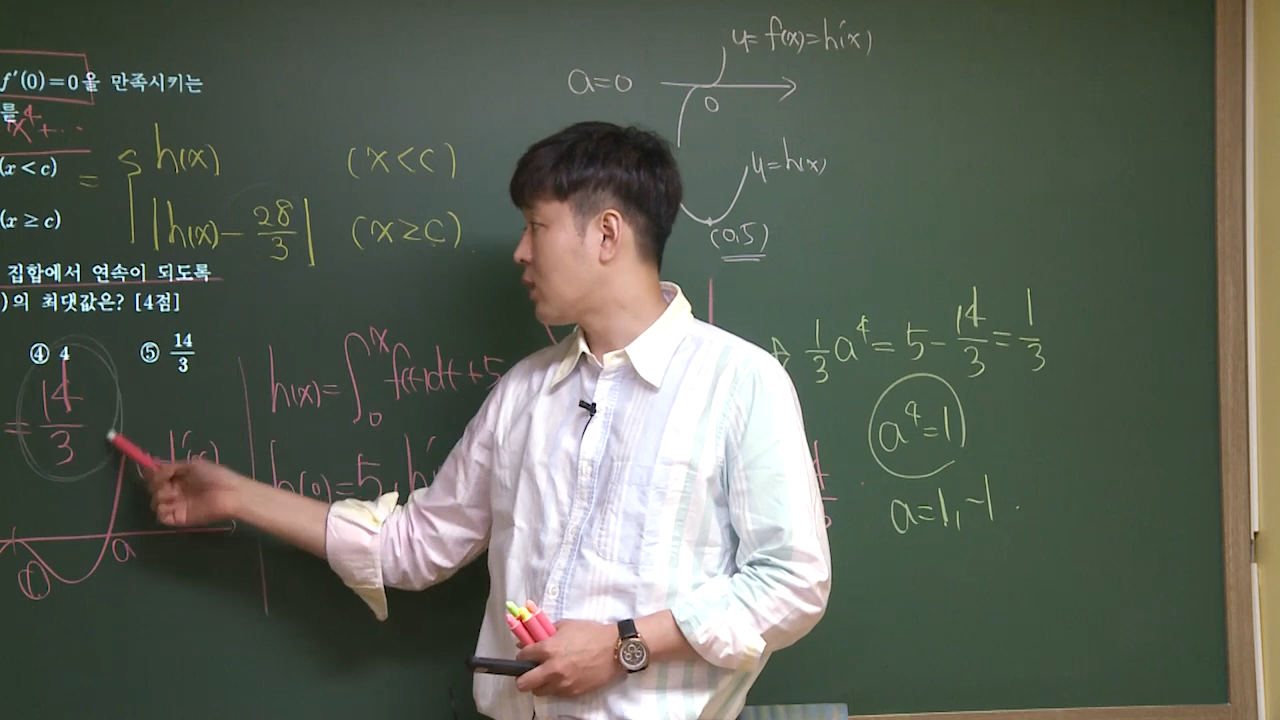 f′(0)=0을 만족시키는
를
x⁴+⋯
(x<c)
(x≥c)
= { h(x) (x<c)
|h(x)-28/3| (x≥c)
집합에서 연속이 되도록
)의 최댓값은? [4점]
④ 4 ⑤ 14/3
= 14/3
a
h(x)=∫₀ˣ f(t)dt+5
h(0)=5, h′
a=0
y=f(x)=h′(x)
0
y=h(x)
(0,5)
1/3 a⁴=5-14/3=1/3
a⁴=1
a=1, -1.